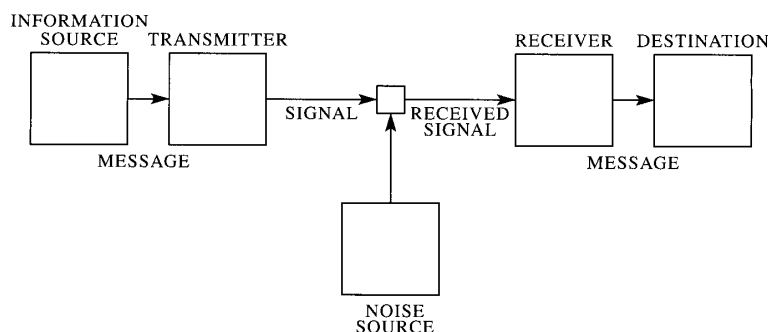 INFORMATION
SOURCE
TRANSMITTER
RECEIVER
DESTINATION
SIGNAL
RECEIVED
SIGNAL
MESSAGE
MESSAGE
NOISE
SOURCE